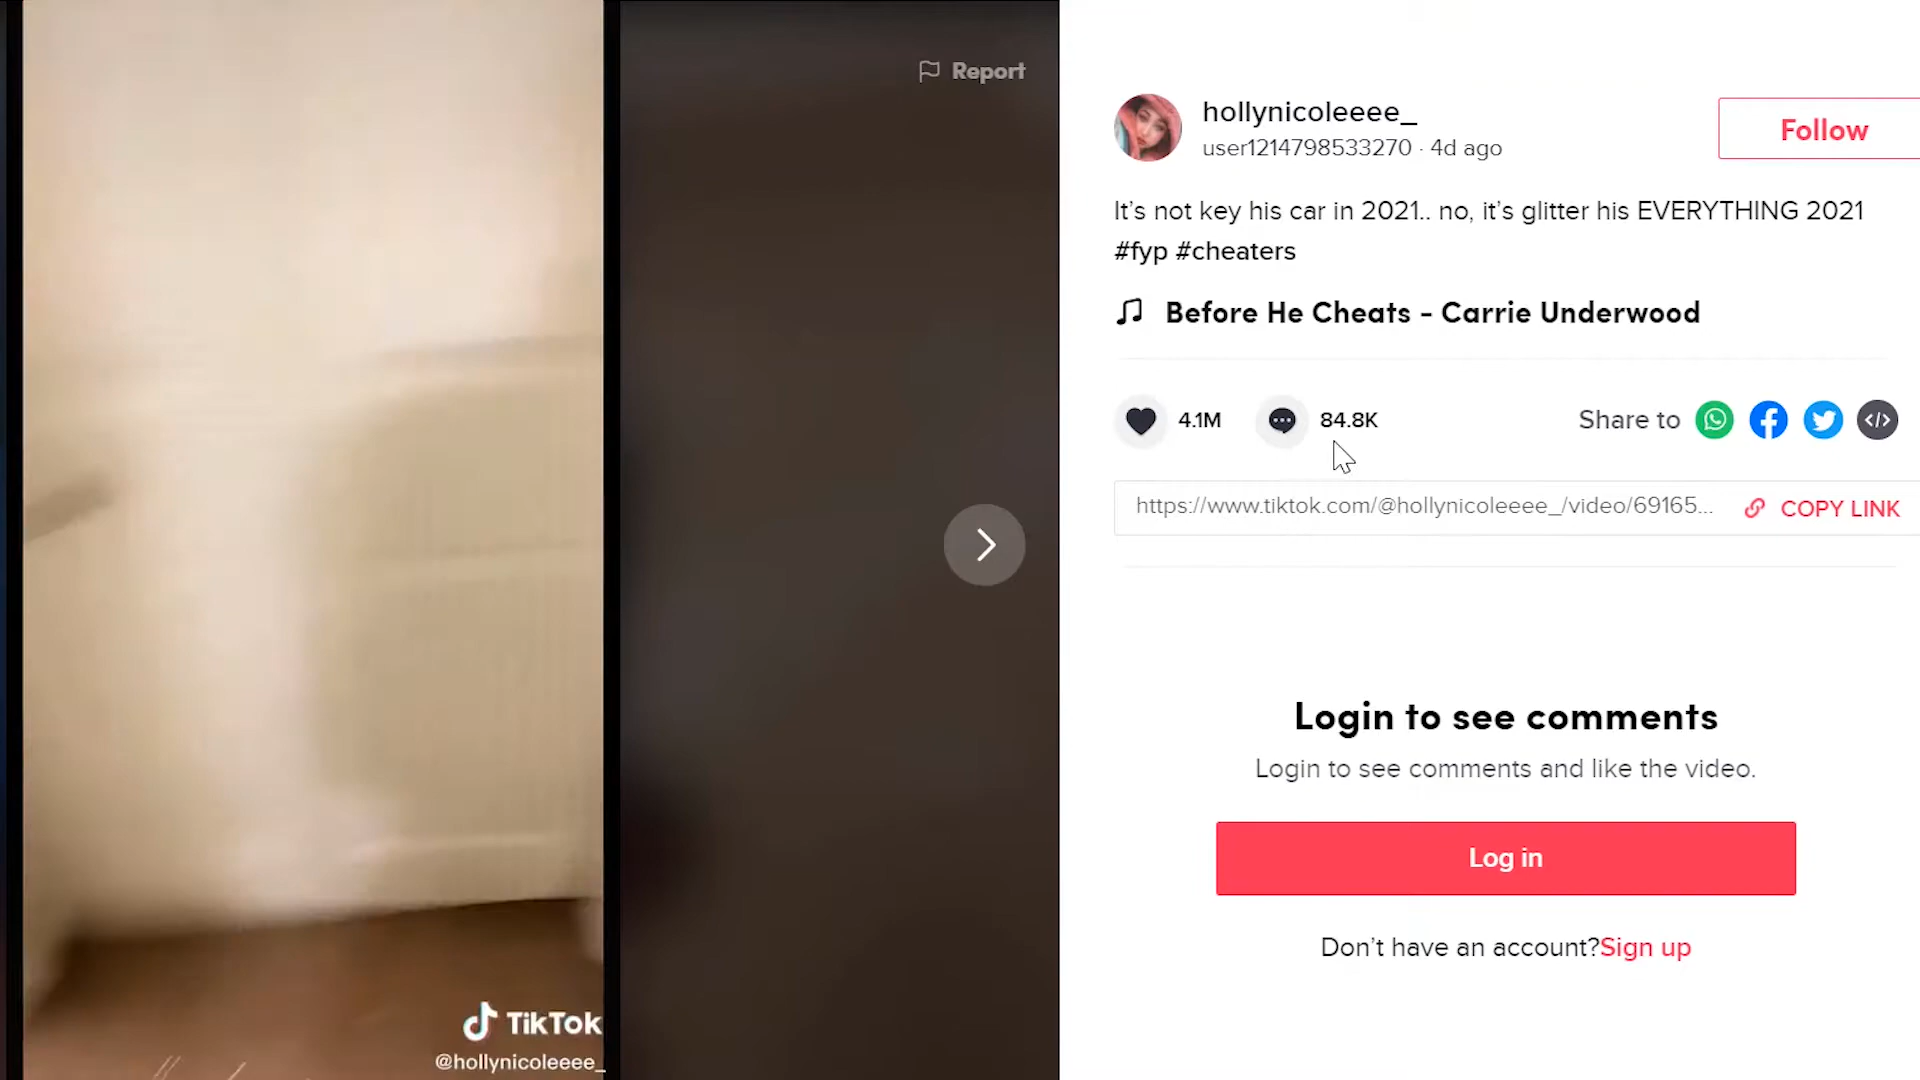 Report
hollynicoleeee_
user1214798533270 · 4d ago
Follow
It's not key his car in 2021.. no, it's glitter his EVERYTHING 2021
#fyp #cheaters
Before He Cheats - Carrie Underwood
4.1M
84.8K
Share to
https://www.tiktok.com/@hollynicoleeee_/video/69165...
COPY LINK
Login to see comments
Login to see comments and like the video.
Log in
Don't have an account?Sign up
TikTok
@hollynicoleeee_